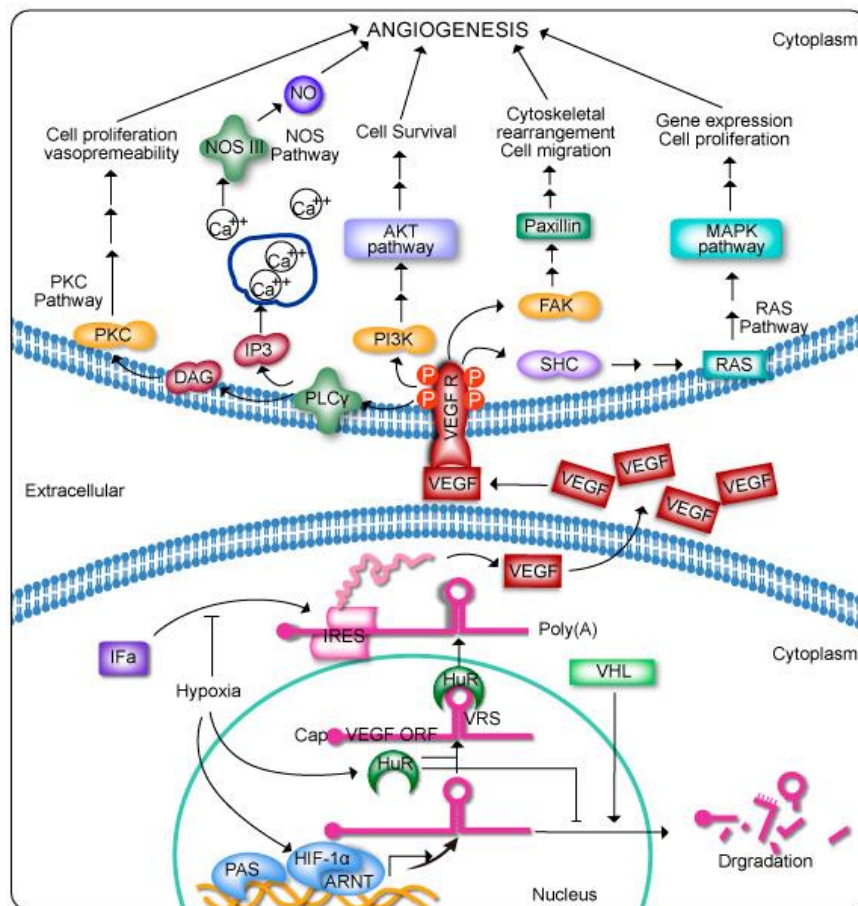 ANGIOGENESIS
Cytoplasm
NO
Cell proliferation
vasopremeability
NOS III
NOS
Pathway
Cell Survival
Cytoskeletal
rearrangement
Cell migration
Gene expression
Cell proliferation
Ca++
Ca++
Ca++
Ca++
AKT
pathway
Paxillin
MAPK
pathway
PKC
Pathway
PKC
IP3
PI3K
FAK
RAS
Pathway
DAG
PLCγ
P
P
P
P
VEGF R
SHC
RAS
VEGF
Extracellular
VEGF
VEGF
VEGF
VEGF
VEGF
IFa
IRES
Poly(A)
Cytoplasm
Hypoxia
HuR
VHL
VRS
Cap
VEGF ORF
HuR
PAS
HIF-1α
ARNT
Drgradation
Nucleus